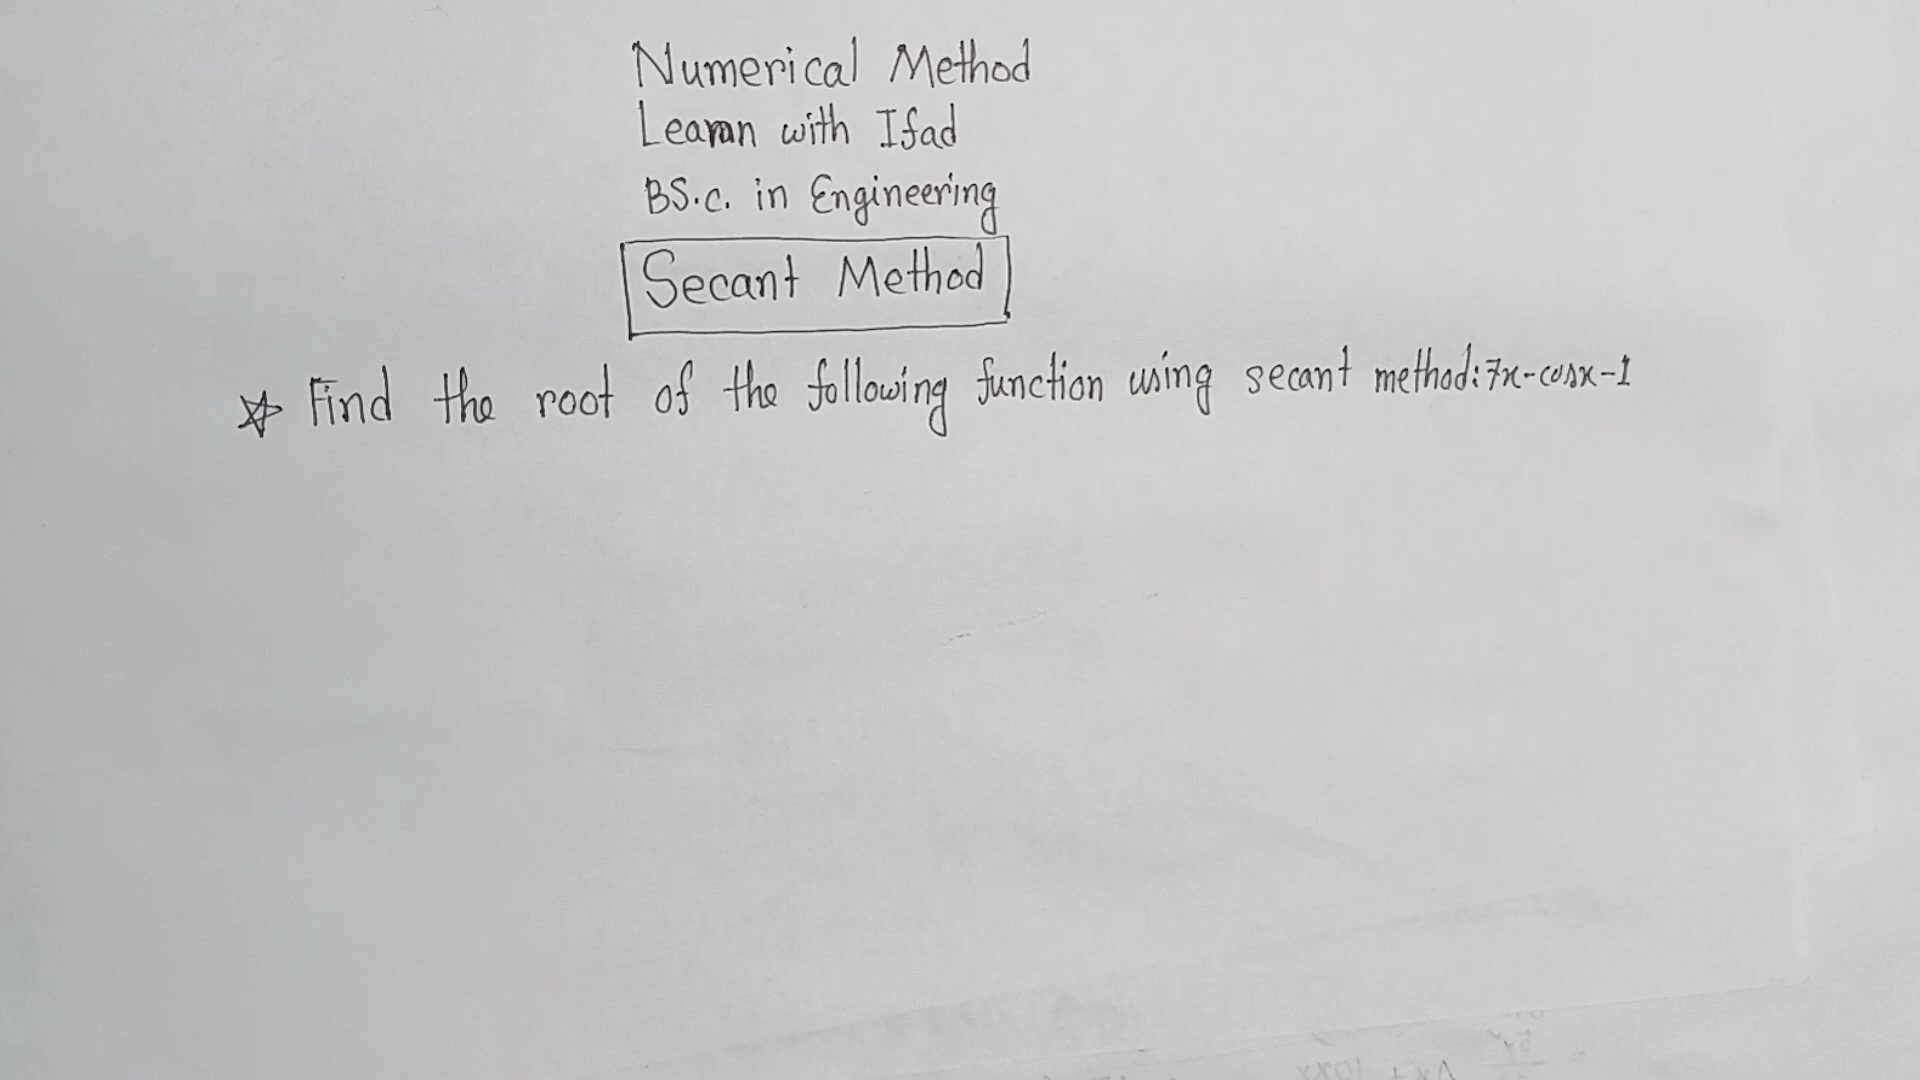 Numerical Method
Learn with Ifad
BS.c. in Engineering
Secant Method
☆ Find the root of the following function using secant method: 7x-cosx-1